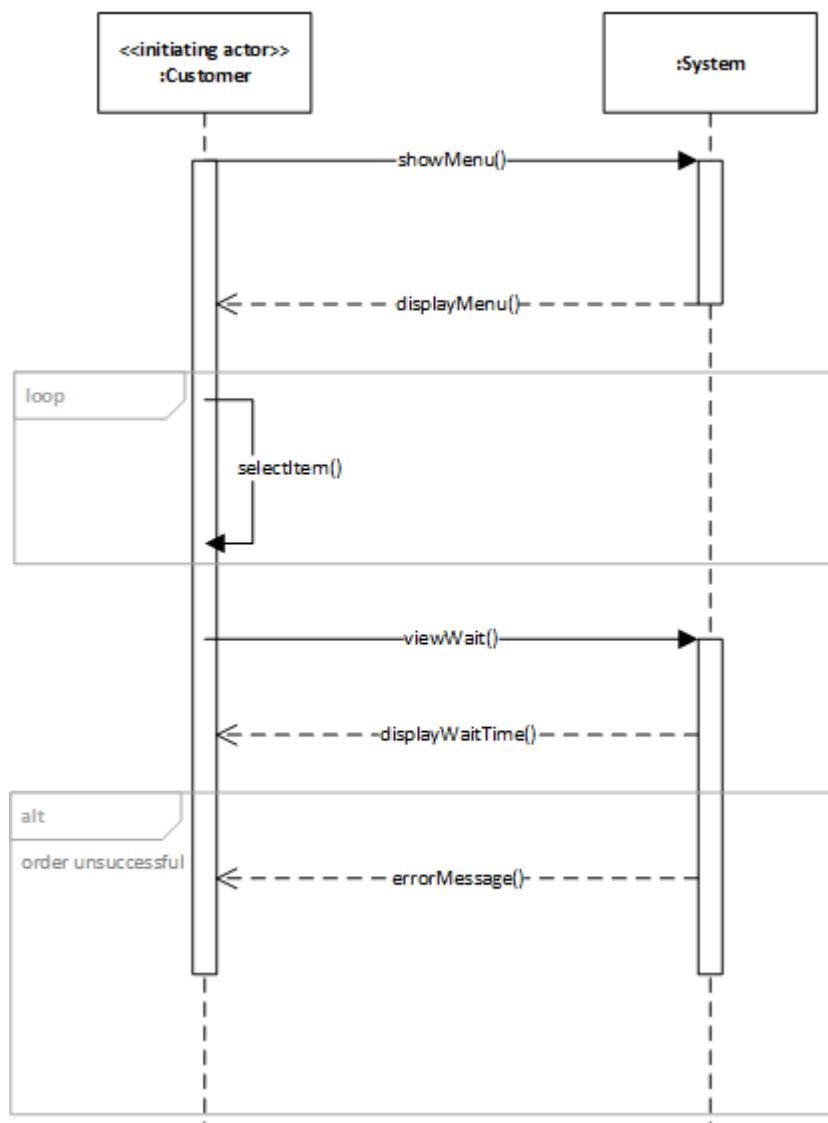 <<initiating actor>>
:Customer
:System
showMenu()
displayMenu()
loop
selectItem()
viewWait()
displayWaitTime()
alt
order unsuccessful
errorMessage()